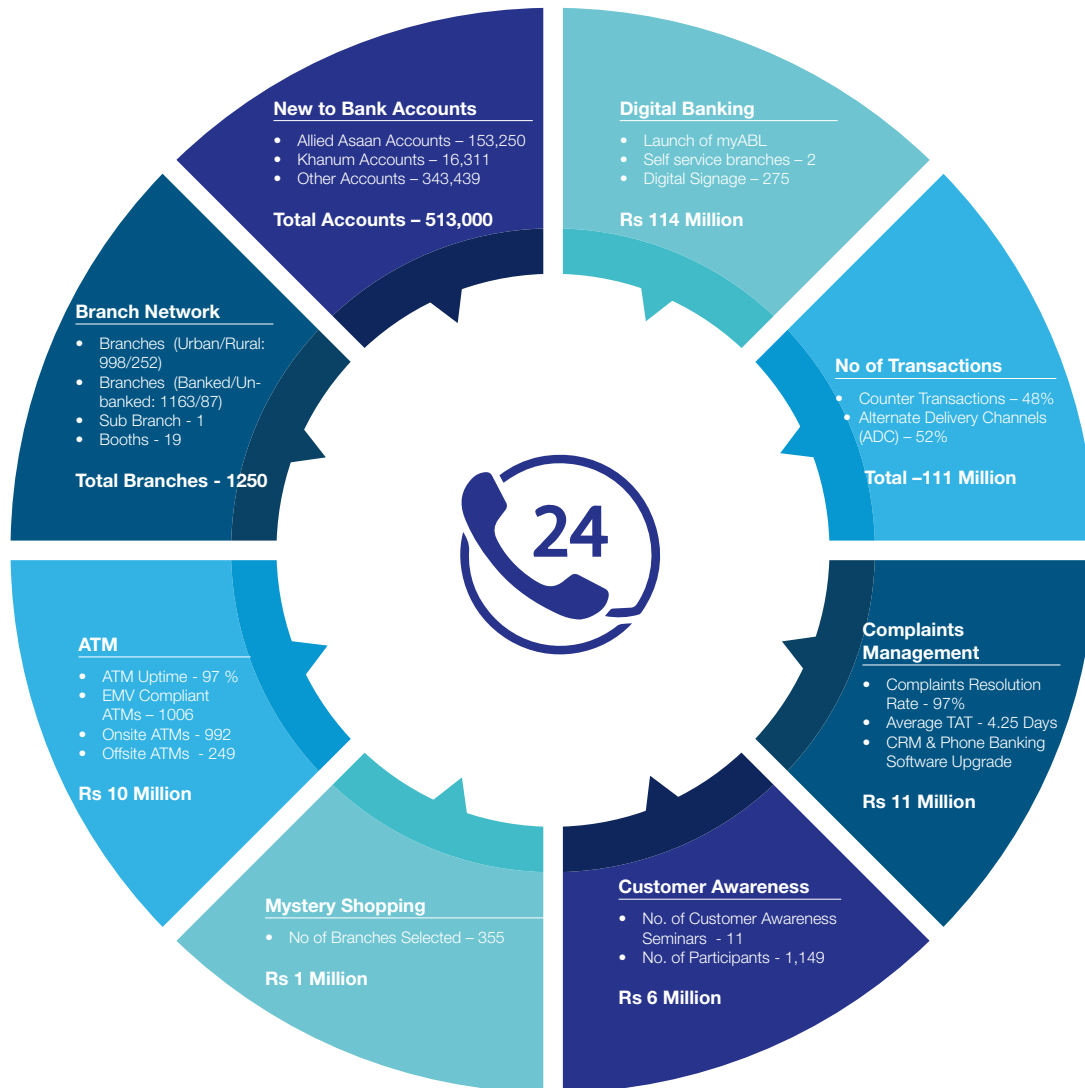 New to Bank Accounts
• Allied Asaan Accounts – 153,250
• Khanum Accounts – 16,311
• Other Accounts – 343,439
Total Accounts – 513,000
Digital Banking
• Launch of myABL
• Self service branches – 2
• Digital Signage – 275
Rs 114 Million
Branch Network
• Branches (Urban/Rural:
998/252)
• Branches (Banked/Un-
banked: 1163/87)
• Sub Branch - 1
• Booths - 19
Total Branches - 1250
No of Transactions
• Counter Transactions – 48%
• Alternate Delivery Channels
(ADC) – 52%
Total –111 Million
24
ATM
• ATM Uptime - 97 %
• EMV Compliant
ATMs – 1006
• Onsite ATMs - 992
• Offsite ATMs - 249
Rs 10 Million
Complaints
Management
• Complaints Resolution
Rate - 97%
• Average TAT - 4.25 Days
• CRM & Phone Banking
Software Upgrade
Rs 11 Million
Mystery Shopping
• No of Branches Selected – 355
Rs 1 Million
Customer Awareness
• No. of Customer Awareness
Seminars - 11
• No. of Participants - 1,149
Rs 6 Million